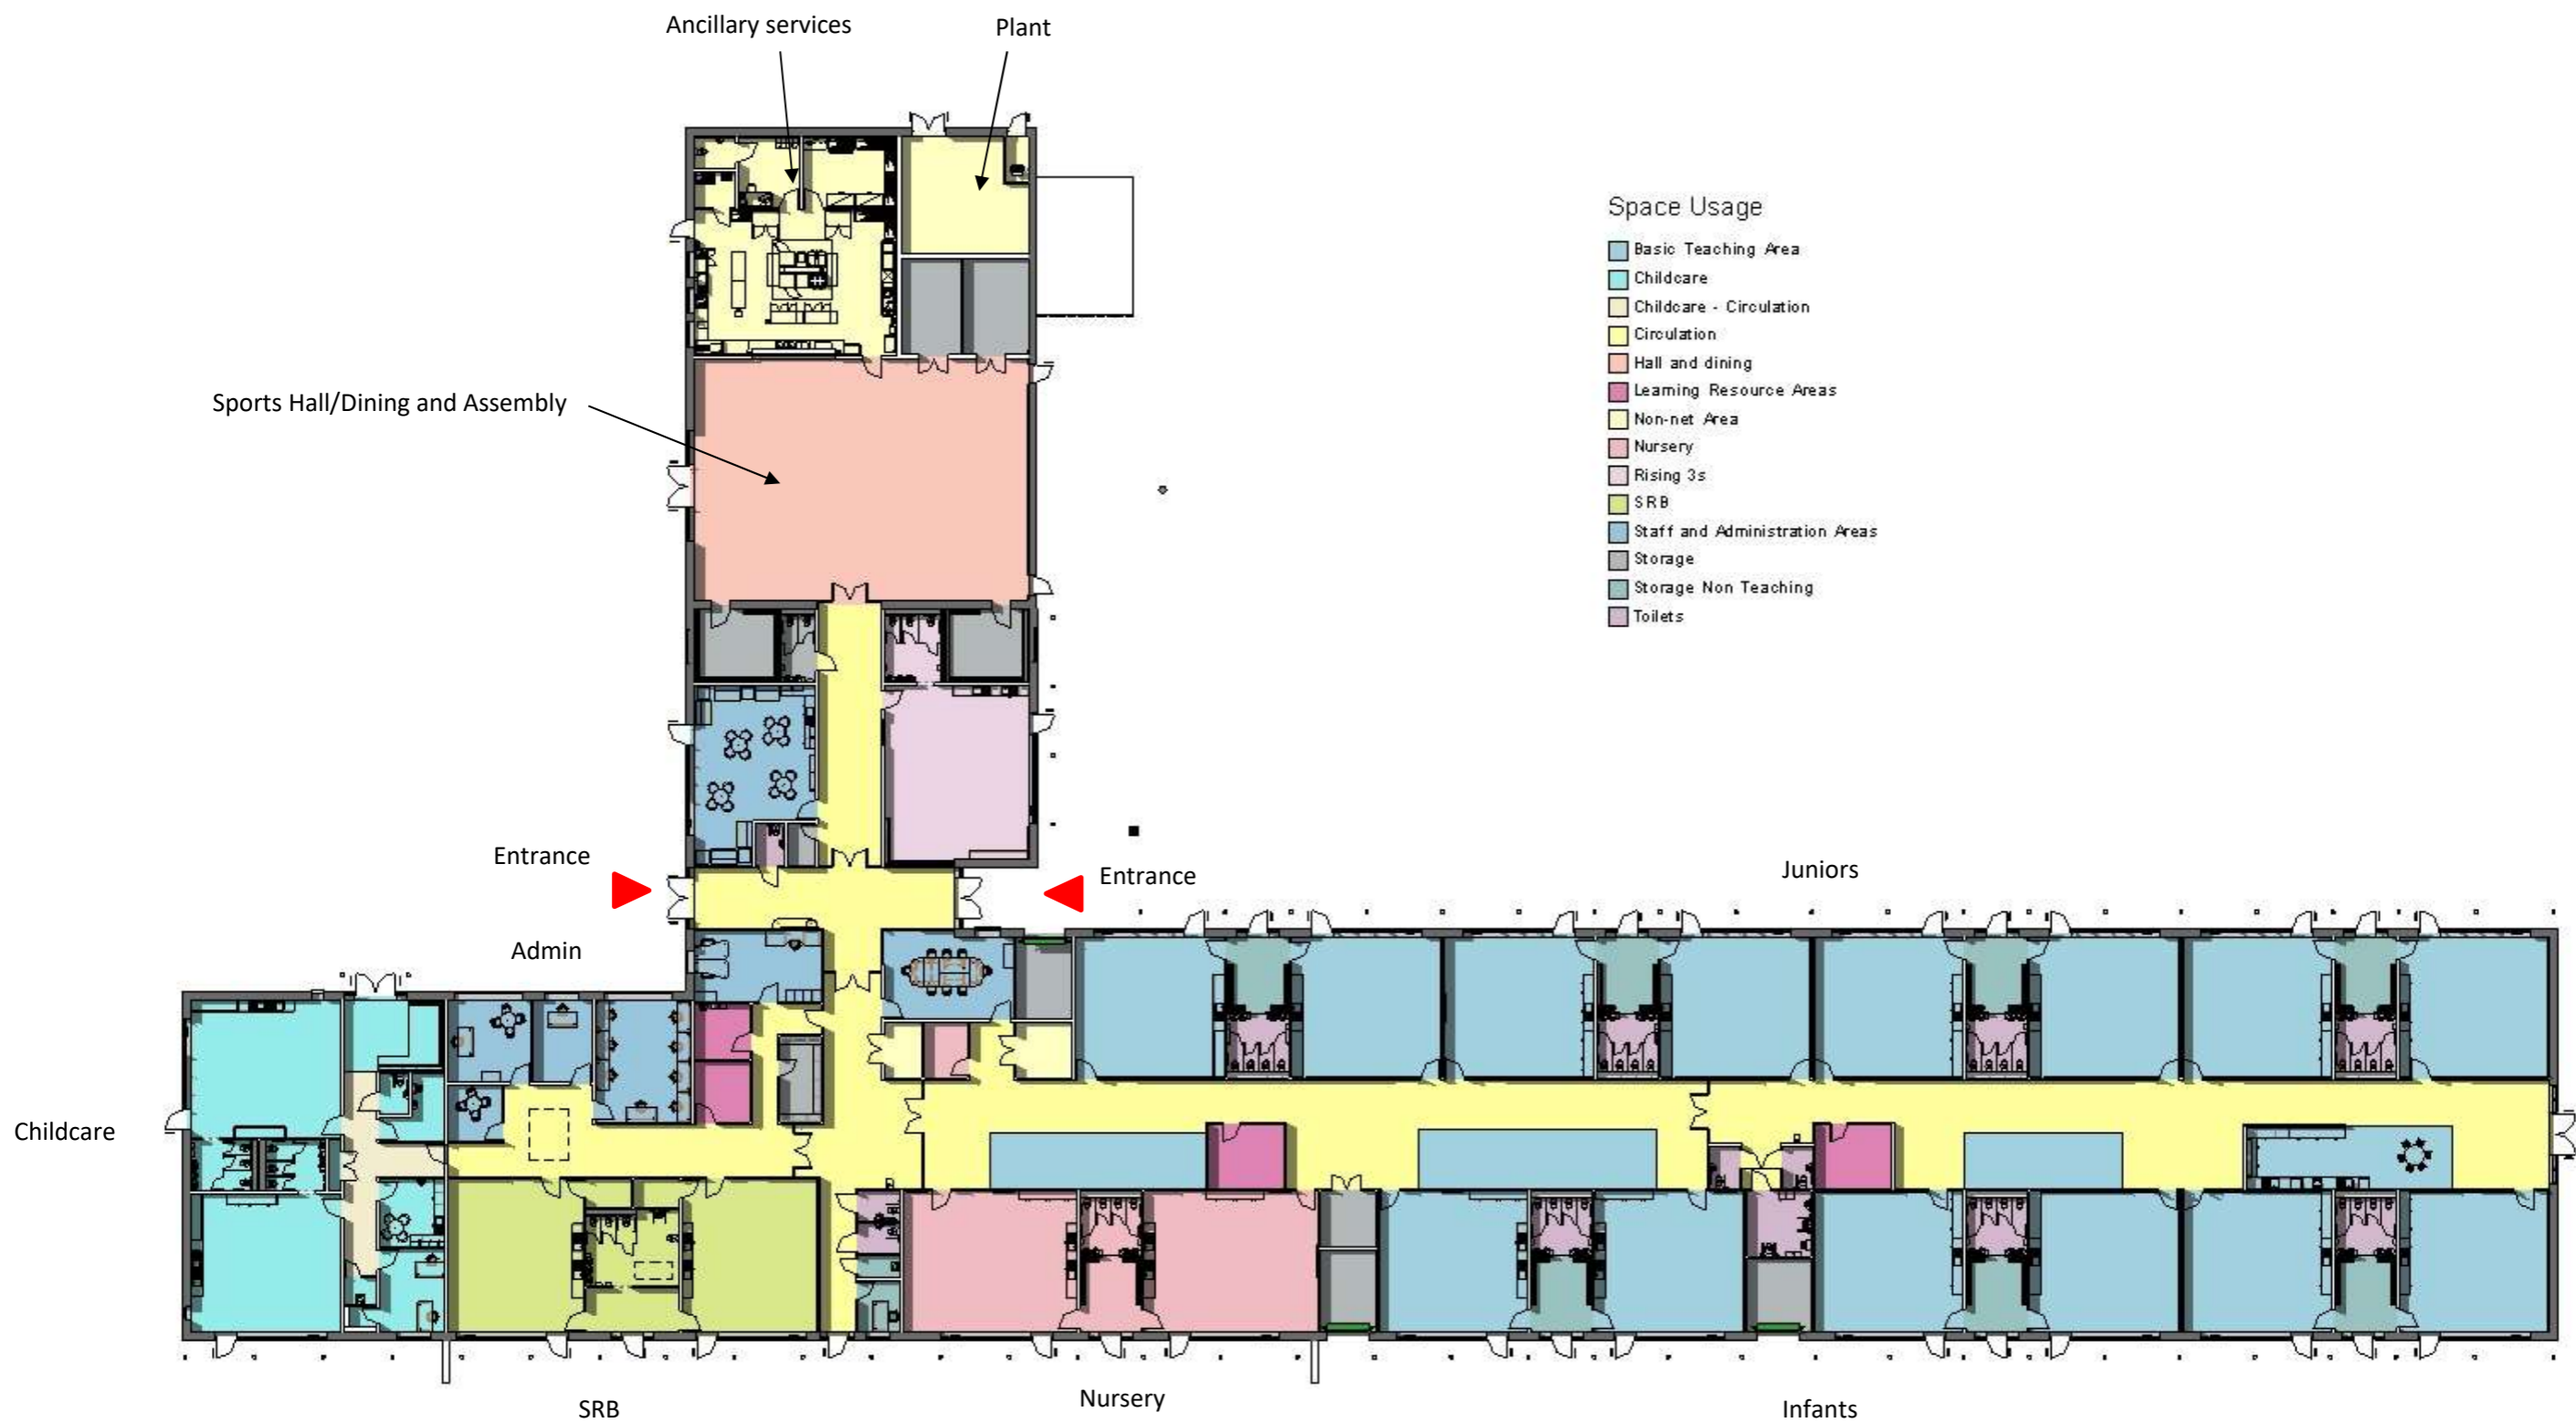 Ancillary services
Plant
Space Usage
Basic Teaching Area
Childcare
Childcare - Circulation
Circulation
Hall and dining
Learning Resource Areas
Non-net Area
Nursery
Rising 3s
SRB
Staff and Administration Areas
Storage
Storage Non Teaching
Toilets
Sports Hall/Dining and Assembly
Entrance
Entrance
Juniors
Admin
Childcare
SRB
Nursery
Infants